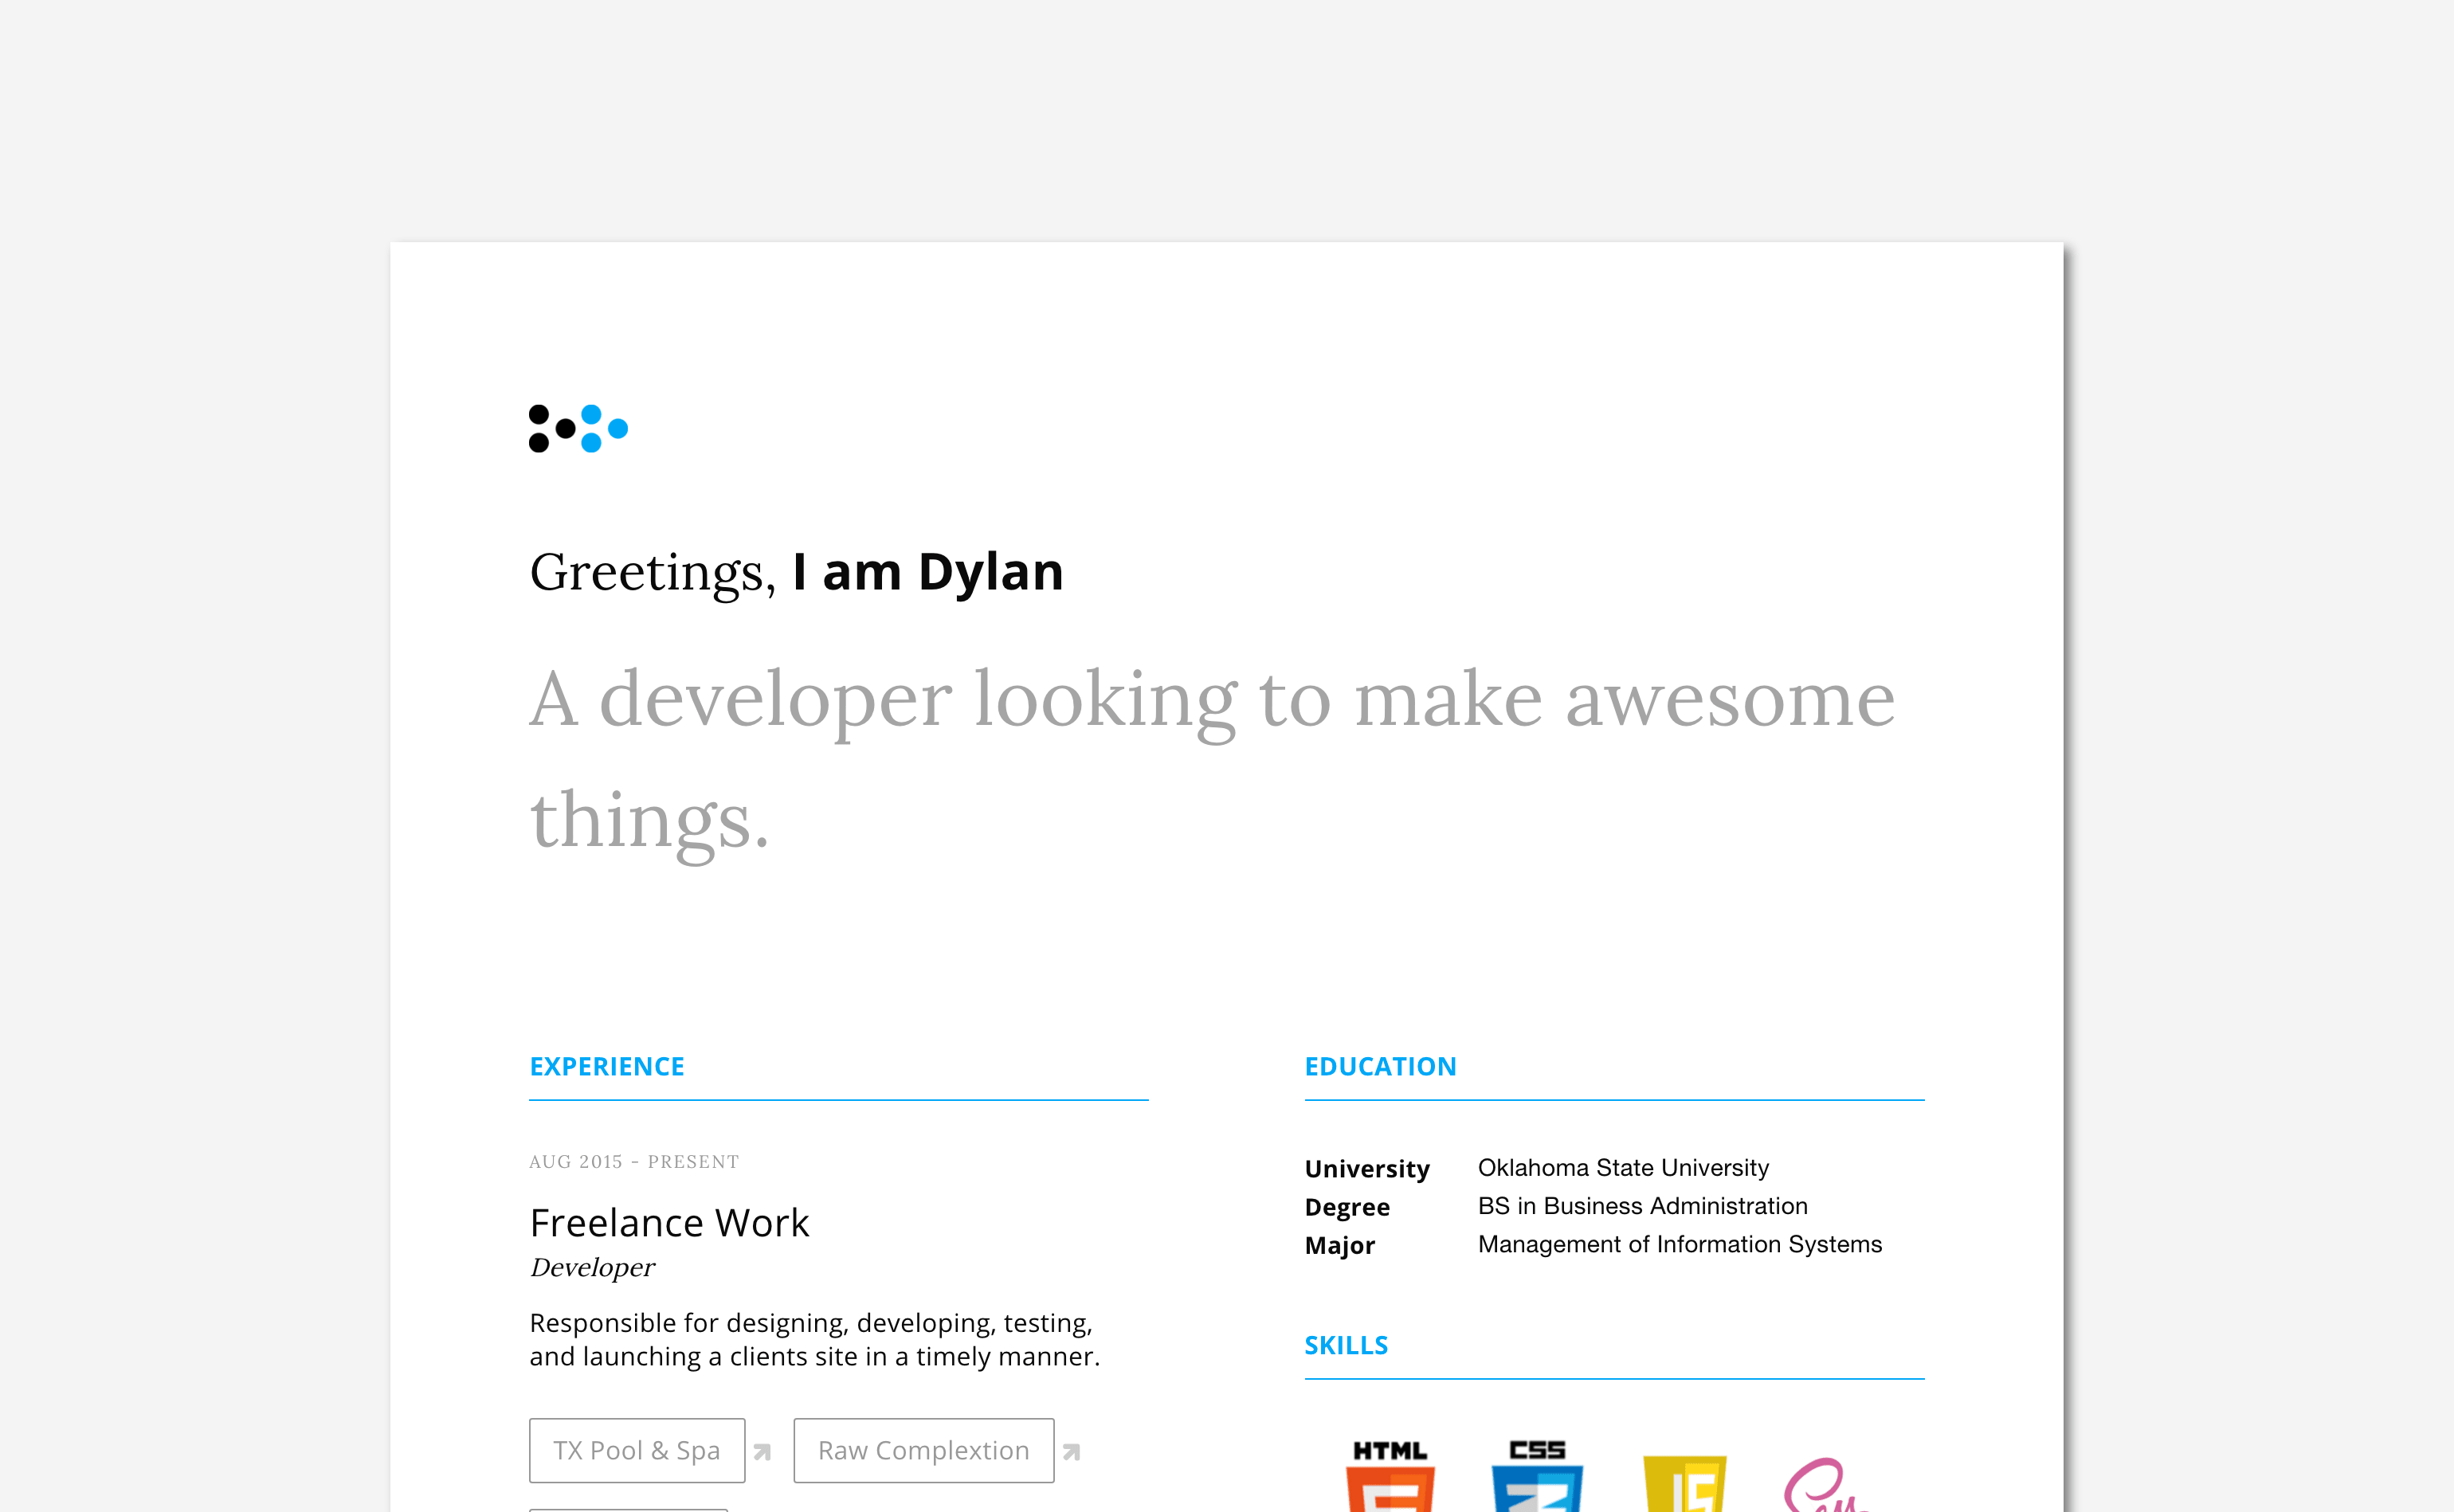 Greetings, I am Dylan
A developer looking to make awesome
things.
EXPERIENCE
AUG 2015 - PRESENT
Freelance Work
Developer
Responsible for designing, developing, testing,
and launching a clients site in a timely manner.
TX Pool & Spa
Raw Complextion
EDUCATION
University Oklahoma State University
Degree BS in Business Administration
Major Management of Information Systems
SKILLS
HTML
CSS
JS
Sass